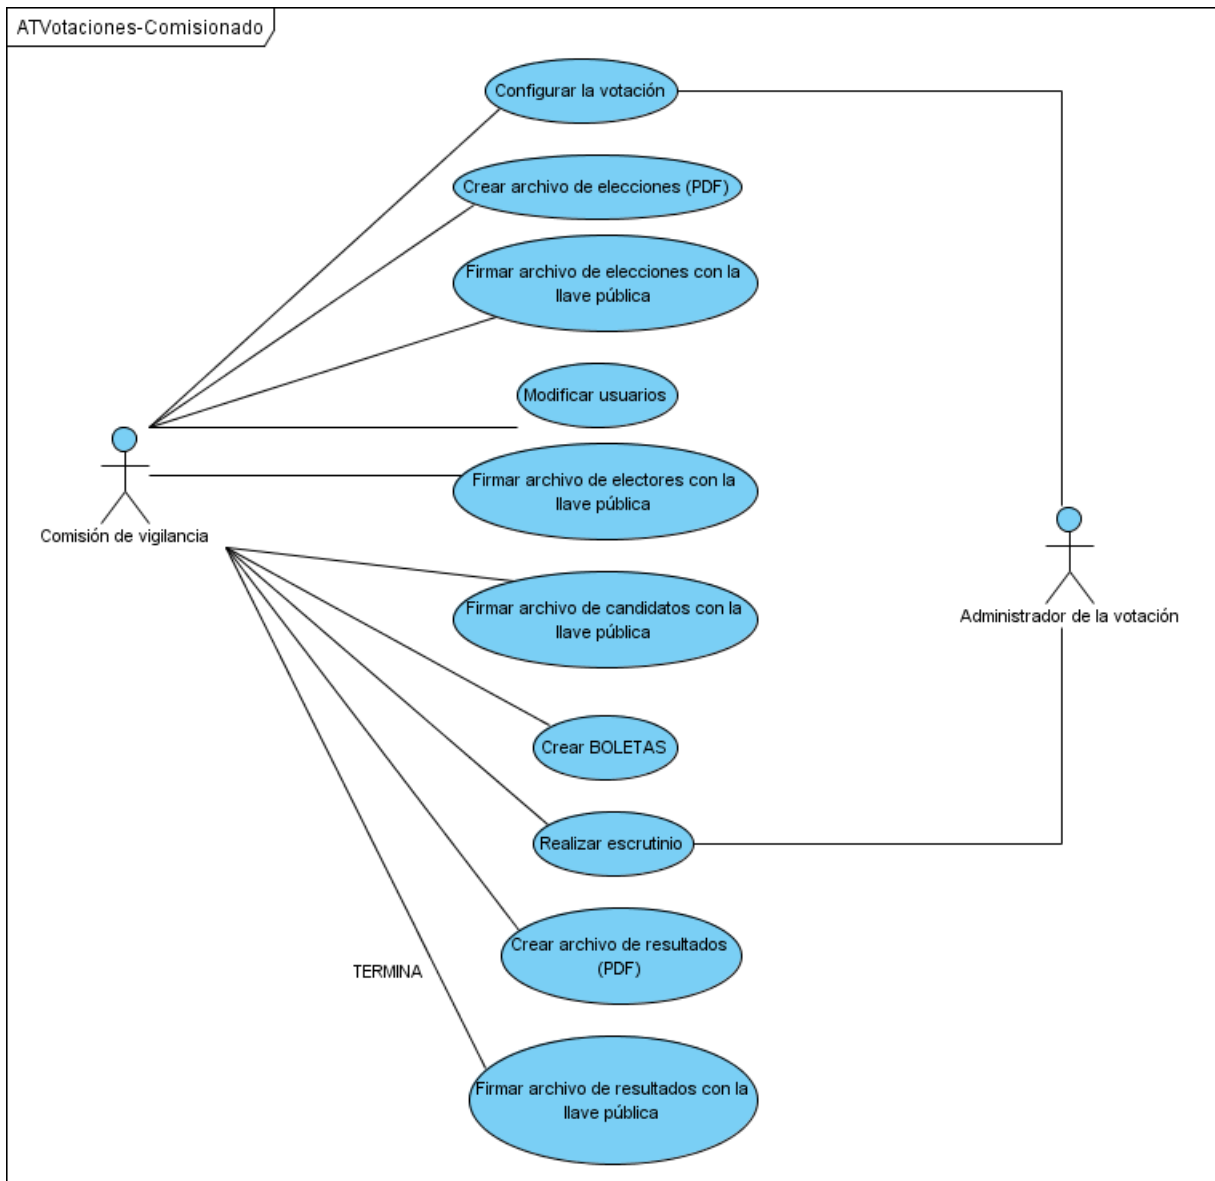 ATVotaciones-Comisionado
Configurar la votación
Crear archivo de elecciones (PDF)
Firmar archivo de elecciones con la
llave pública
Modificar usuarios
Firmar archivo de electores con la
llave pública
Comisión de vigilancia
Firmar archivo de candidatos con la
llave pública
Administrador de la votación
Crear BOLETAS
Realizar escrutinio
Crear archivo de resultados
(PDF)
TERMINA
Firmar archivo de resultados con la
llave pública